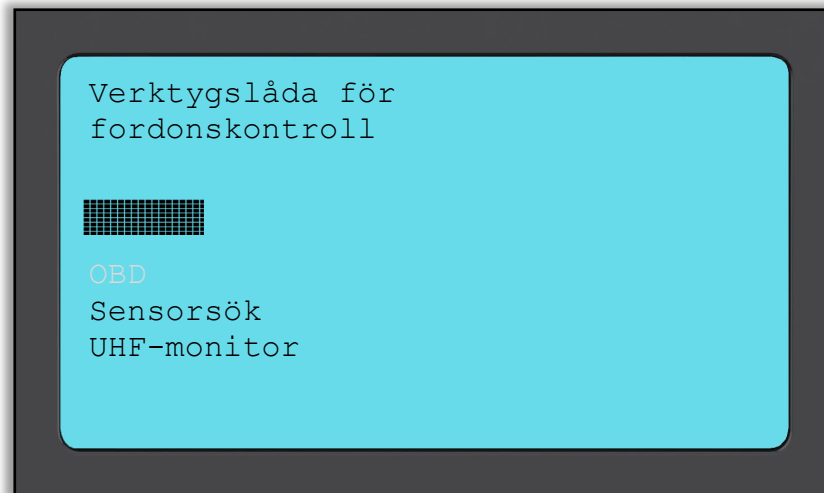 Verktygslåda för
fordonskontroll
OBD
Sensorsök
UHF-monitor